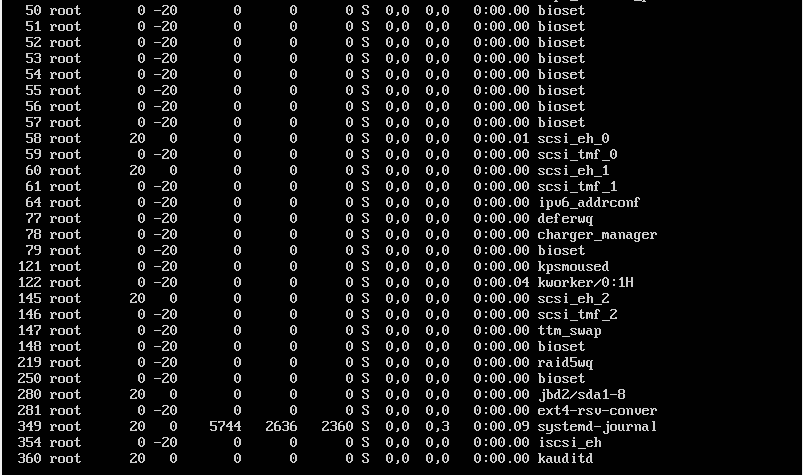 50 root 0 -20 0 0 0 S 0,0 0,0 0:00.00 bioset
51 root 0 -20 0 0 0 S 0,0 0,0 0:00.00 bioset
52 root 0 -20 0 0 0 S 0,0 0,0 0:00.00 bioset
53 root 0 -20 0 0 0 S 0,0 0,0 0:00.00 bioset
54 root 0 -20 0 0 0 S 0,0 0,0 0:00.00 bioset
55 root 0 -20 0 0 0 S 0,0 0,0 0:00.00 bioset
56 root 0 -20 0 0 0 S 0,0 0,0 0:00.00 bioset
57 root 0 -20 0 0 0 S 0,0 0,0 0:00.00 bioset
58 root 20 0 0 0 0 S 0,0 0,0 0:00.01 scsi_eh_0
59 root 0 -20 0 0 0 S 0,0 0,0 0:00.00 scsi_tmf_0
60 root 20 0 0 0 0 S 0,0 0,0 0:00.00 scsi_eh_1
61 root 0 -20 0 0 0 S 0,0 0,0 0:00.00 scsi_tmf_1
64 root 0 -20 0 0 0 S 0,0 0,0 0:00.00 ipv6_addrconf
77 root 0 -20 0 0 0 S 0,0 0,0 0:00.00 deferwq
78 root 0 -20 0 0 0 S 0,0 0,0 0:00.00 charger_manager
79 root 0 -20 0 0 0 S 0,0 0,0 0:00.00 bioset
121 root 0 -20 0 0 0 S 0,0 0,0 0:00.00 kpsmoused
122 root 0 -20 0 0 0 S 0,0 0,0 0:00.04 kworker/0:1H
145 root 20 0 0 0 0 S 0,0 0,0 0:00.00 scsi_eh_2
146 root 0 -20 0 0 0 S 0,0 0,0 0:00.00 scsi_tmf_2
147 root 0 -20 0 0 0 S 0,0 0,0 0:00.00 ttm_swap
148 root 0 -20 0 0 0 S 0,0 0,0 0:00.00 bioset
219 root 0 -20 0 0 0 S 0,0 0,0 0:00.00 raid5wq
250 root 0 -20 0 0 0 S 0,0 0,0 0:00.00 bioset
280 root 20 0 0 0 0 S 0,0 0,0 0:00.00 jbd2/sda1-8
281 root 0 -20 0 0 0 S 0,0 0,0 0:00.00 ext4-rsv-conver
349 root 20 0 5744 2636 2360 S 0,0 0,3 0:00.09 systemd-journal
354 root 0 -20 0 0 0 S 0,0 0,0 0:00.00 iscsi_eh
360 root 20 0 0 0 0 S 0,0 0,0 0:00.00 kauditd